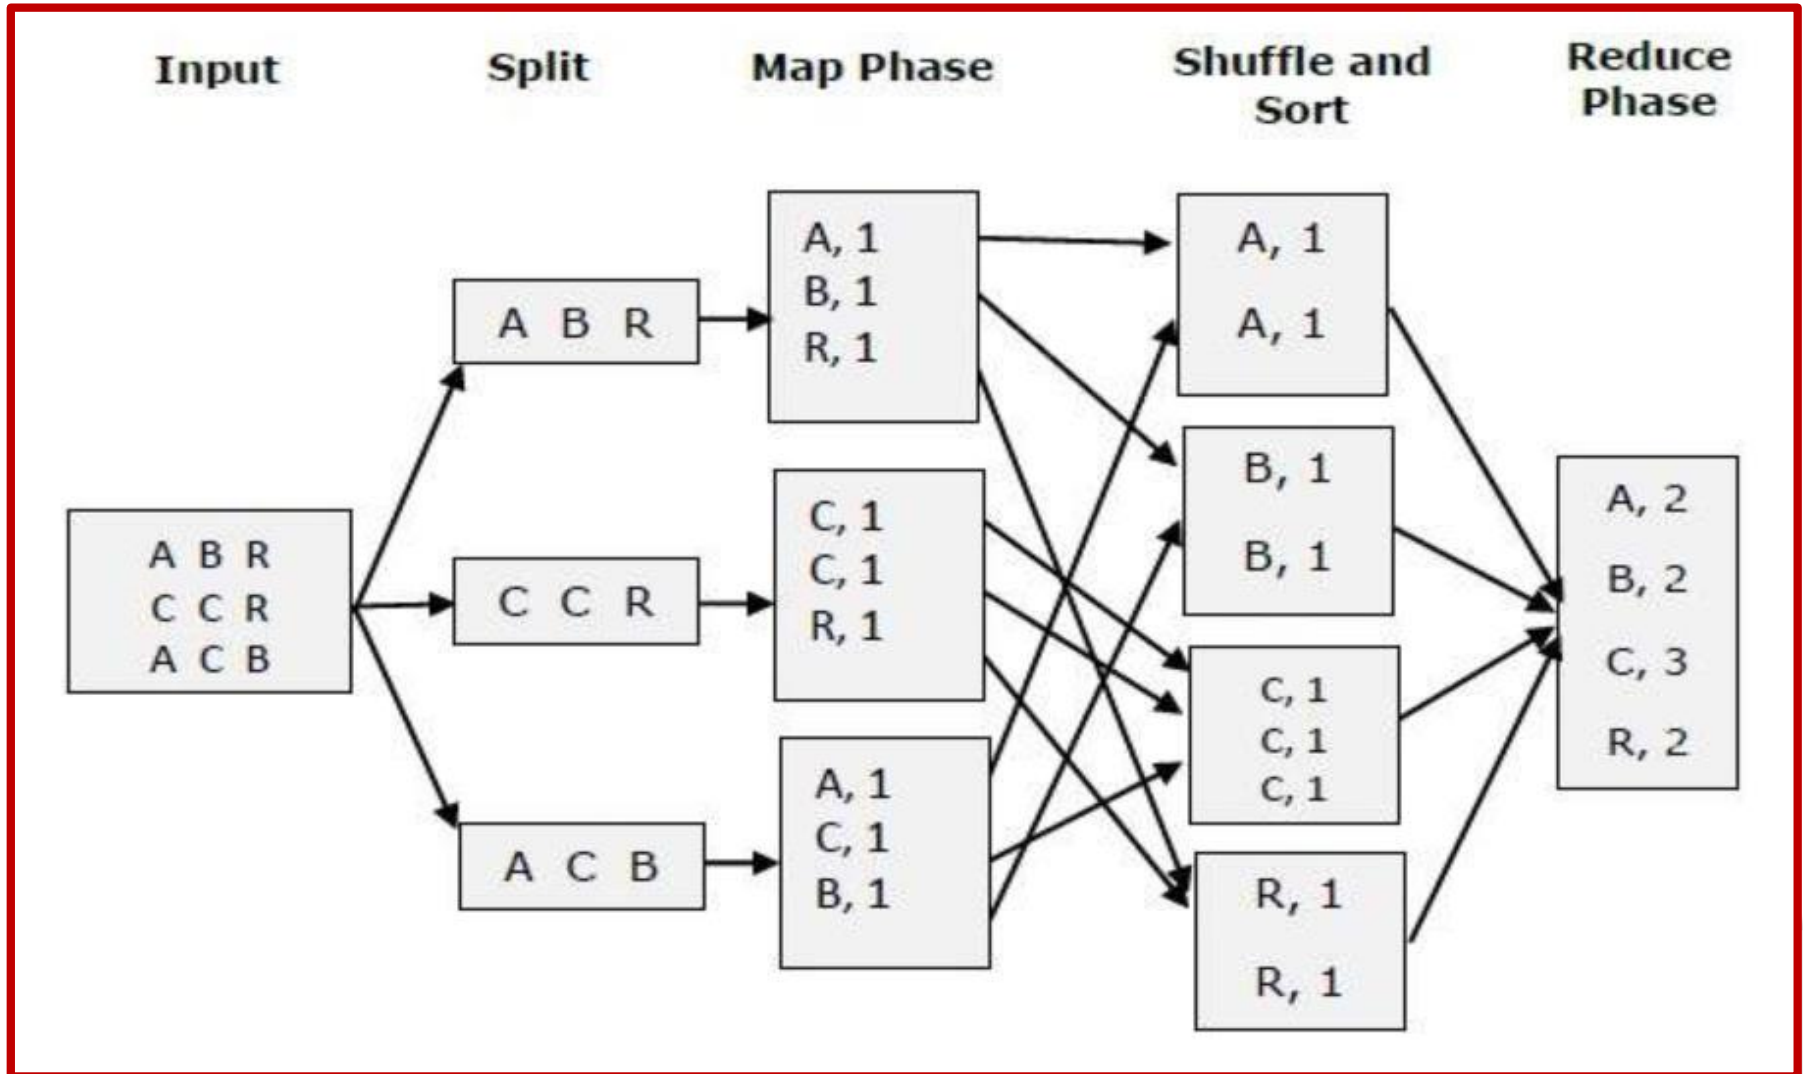 Input
Split
Map Phase
Shuffle and
Sort
Reduce
Phase
A B R
C C R
A C B
A B R
C C R
A C B
A, 1
B, 1
R, 1
C, 1
C, 1
R, 1
A, 1
C, 1
B, 1
A, 1
A, 1
B, 1
B, 1
C, 1
C, 1
C, 1
R, 1
R, 1
A, 2
B, 2
C, 3
R, 2